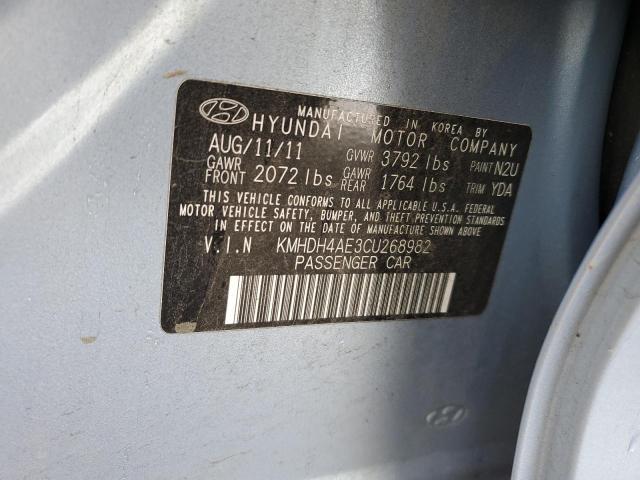 MANUFACTURED IN KOREA BY
HYUNDAI MOTOR COMPANY
AUG/11/11 GVWR 3792 lbs PAINT N2U
GAWR FRONT 2072 lbs GAWR REAR 1764 lbs TRIM YDA
THIS VEHICLE CONFORMS TO ALL APPLICABLE U.S.A. FEDERAL
MOTOR VEHICLE SAFETY, BUMPER, AND THEFT PREVENTION STANDARDS
IN EFFECT ON THE DATE OF MANUFACTURE SHOWN ABOVE.
V.I.N KMHDH4AE3CU268982
PASSENGER CAR